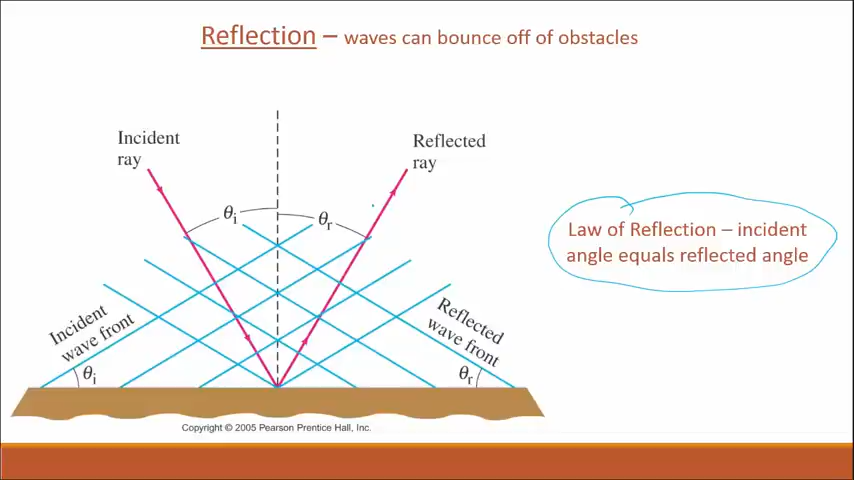 Reflection – waves can bounce off of obstacles
Incident
ray
Reflected
ray
θi
θr
Law of Reflection – incident
angle equals reflected angle
Incident
wave front
Reflected
wave front
θi
θr
Copyright © 2005 Pearson Prentice Hall, Inc.